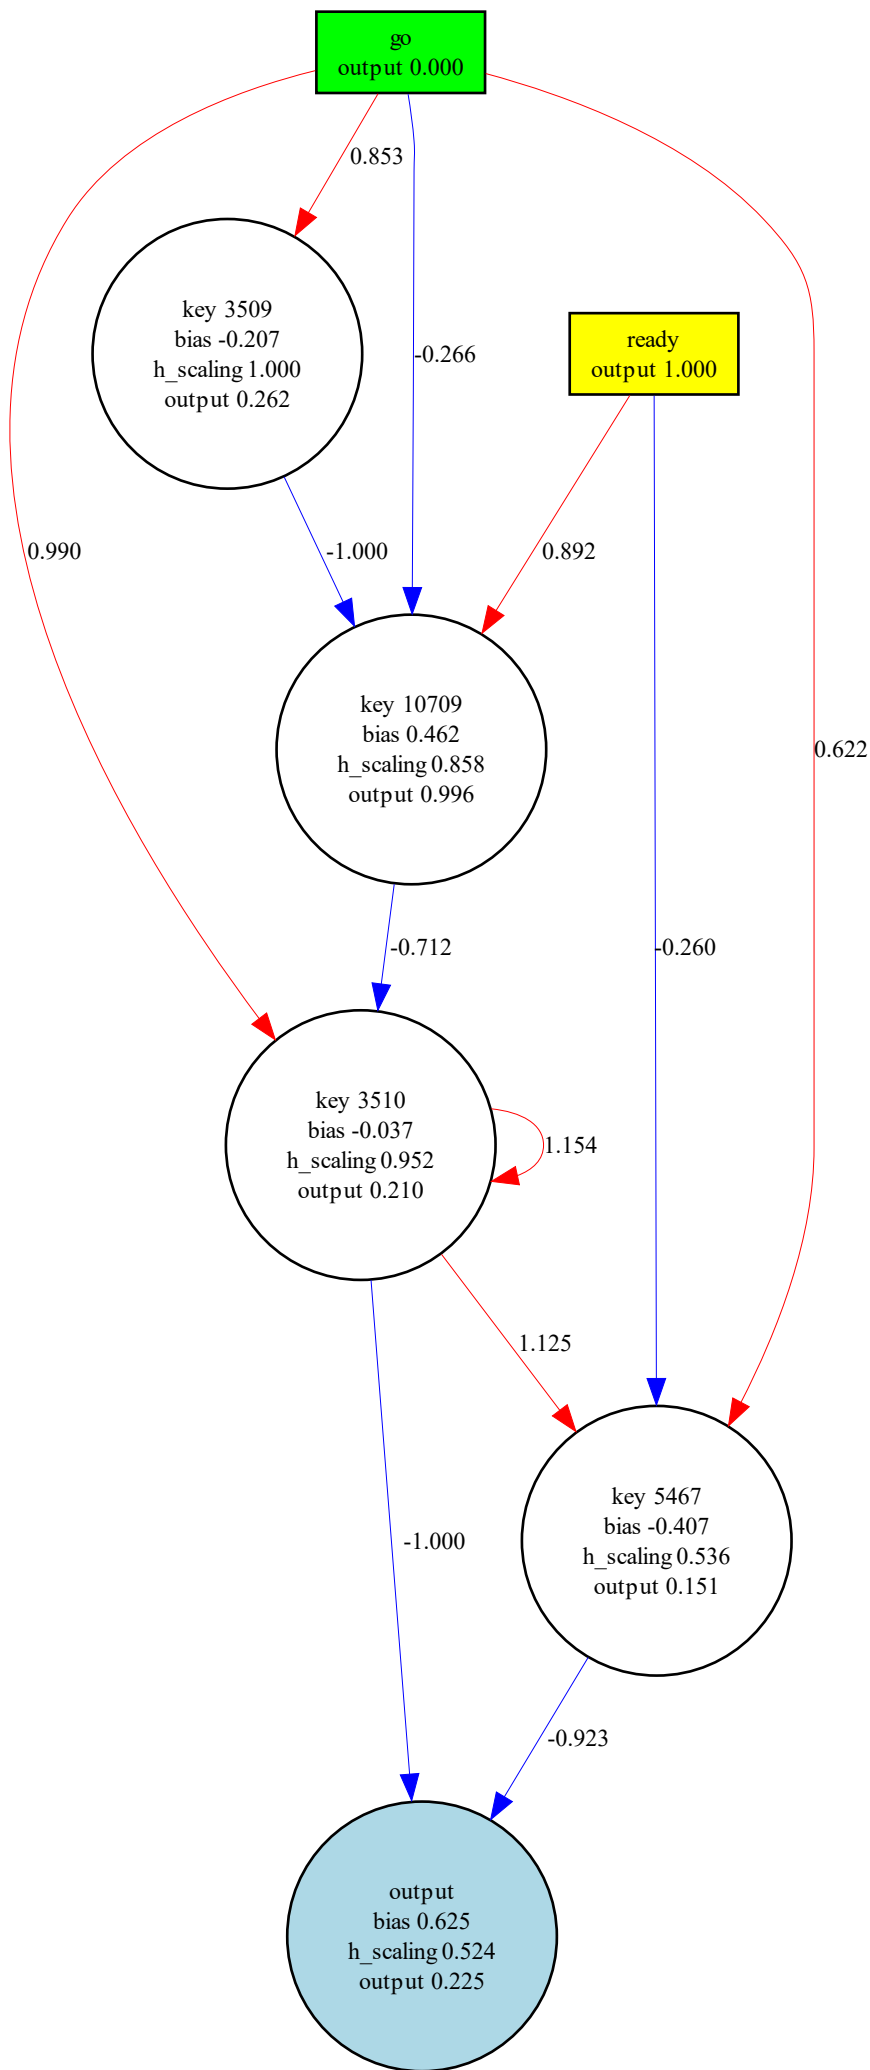 go
output 0.000
0.853
key 3509
bias -0.207
h_scaling 1.000
output 0.262
-0.266
ready
output 1.000
0.990
-1.000
0.892
key 10709
bias 0.462
h_scaling 0.858
output 0.996
0.622
-0.712
-0.260
key 3510
bias -0.037
h_scaling 0.952
output 0.210
1.154
1.125
key 5467
bias -0.407
h_scaling 0.536
output 0.151
-1.000
-0.923
output
bias 0.625
h_scaling 0.524
output 0.225